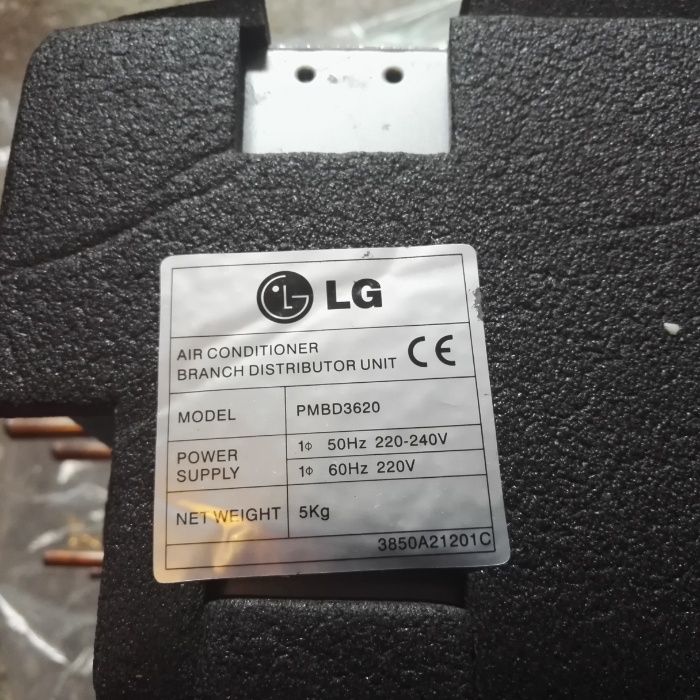 LG
AIR CONDITIONER
BRANCH DISTRIBUTOR UNIT CE
MODEL PMBD3620
POWER SUPPLY
1Φ 50Hz 220-240V
1Φ 60Hz 220V
NET WEIGHT 5Kg
3850A21201C